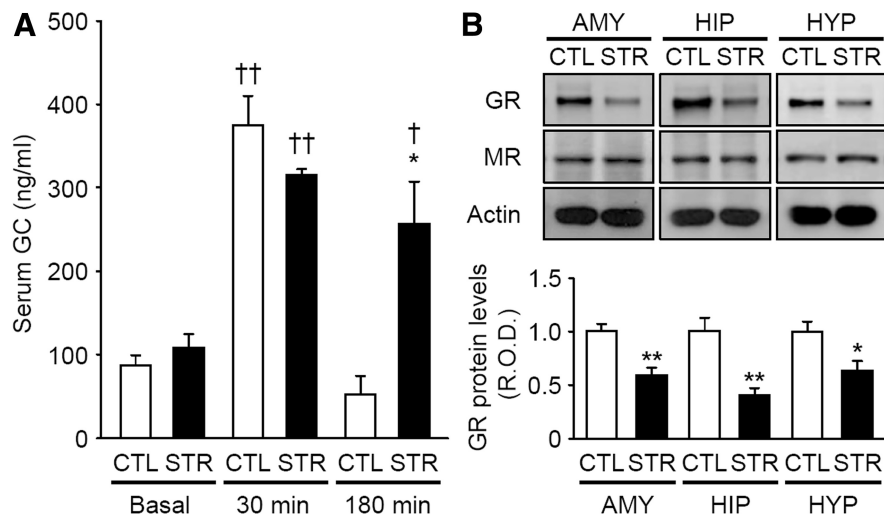 A
Serum GC (ng/ml)
500
400
300
200
100
0
††
††
†
*
CTL STR CTL STR CTL STR
Basal 30 min 180 min
B
AMY HIP HYP
CTL STR CTL STR CTL STR
GR
MR
Actin
GR protein levels
(R.O.D.)
1.5
1.0
0.5
0
**
**
*
CTL STR CTL STR CTL STR
AMY HIP HYP